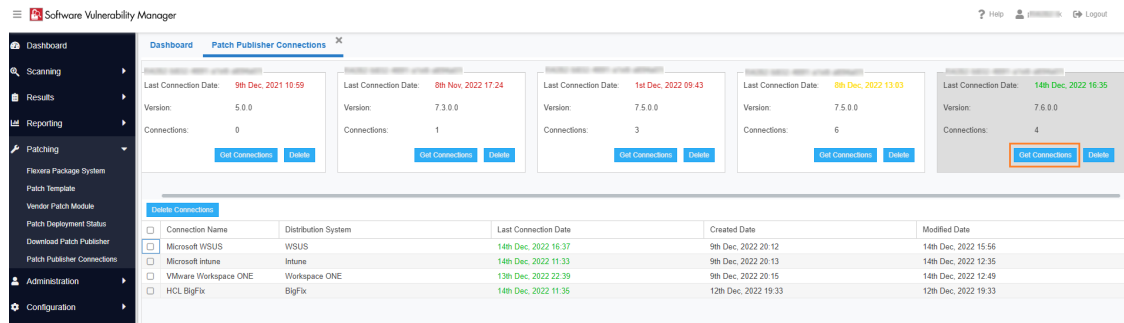 Software Vulnerability Manager
Help
Logout
Dashboard
Scanning
Results
Reporting
Patching
Flexera Package System
Patch Template
Vendor Patch Module
Patch Deployment Status
Download Patch Publisher
Patch Publisher Connections
Administration
Configuration
Dashboard Patch Publisher Connections
Last Connection Date: 9th Dec, 2021 10:59
Version: 5.0.0
Connections: 0
Get Connections Delete
Last Connection Date: 8th Nov, 2022 17:24
Version: 7.3.0.0
Connections: 1
Get Connections Delete
Last Connection Date: 1st Dec, 2022 09:43
Version: 7.5.0.0
Connections: 3
Get Connections Delete
Last Connection Date: 8th Dec, 2022 13:03
Version: 7.5.0.0
Connections: 6
Get Connections Delete
Last Connection Date: 14th Dec, 2022 16:35
Version: 7.6.0.0
Connections: 4
Get Connections Delete
Delete Connections
Connection Name Distribution System Last Connection Date Created Date Modified Date
Microsoft WSUS WSUS 14th Dec, 2022 16:37 9th Dec, 2022 20:12 14th Dec, 2022 15:56
Microsoft intune Intune 14th Dec, 2022 11:33 9th Dec, 2022 20:13 14th Dec, 2022 12:35
VMware Workspace ONE Workspace ONE 13th Dec, 2022 22:39 9th Dec, 2022 20:15 14th Dec, 2022 12:49
HCL BigFix BigFix 14th Dec, 2022 11:35 12th Dec, 2022 19:33 12th Dec, 2022 19:33